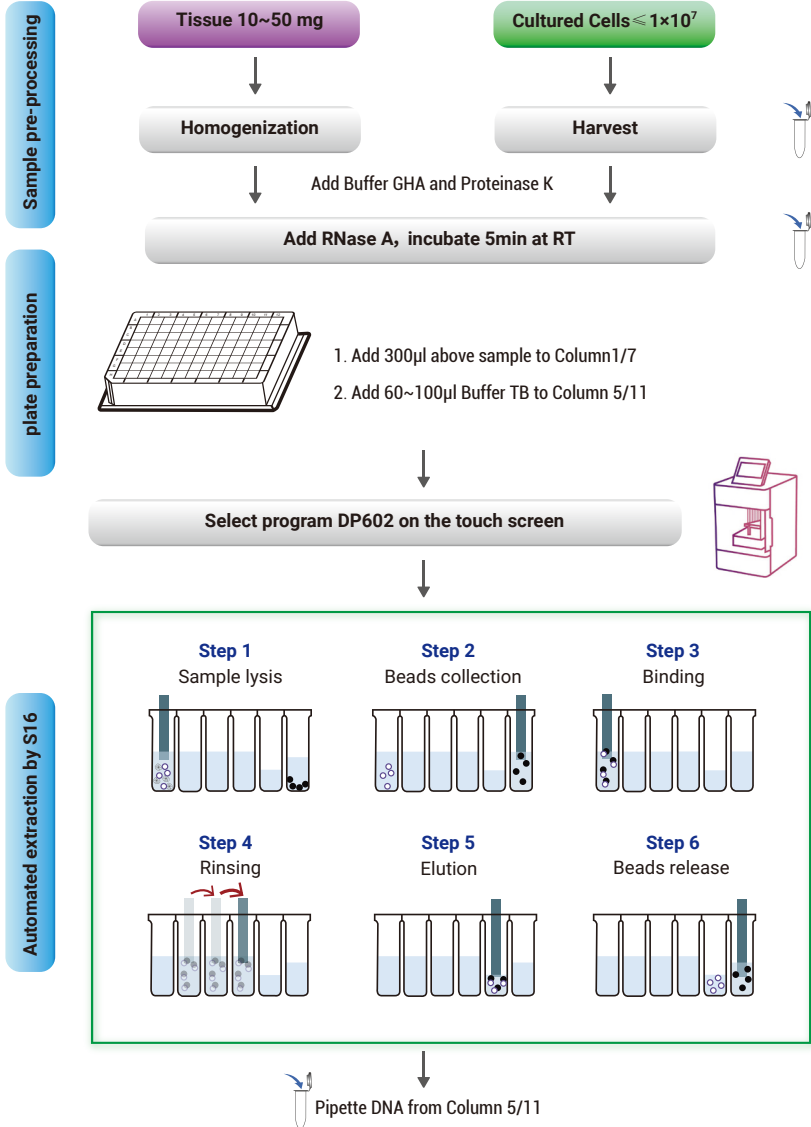 Sample pre-processing
Tissue 10~50 mg
Cultured Cells≤1×10⁷
Homogenization
Harvest
Add Buffer GHA and Proteinase K
Add RNase A, incubate 5min at RT
plate preparation
1. Add 300µl above sample to Column1/7
2. Add 60~100µl Buffer TB to Column 5/11
Select program DP602 on the touch screen
Automated extraction by S16
Step 1
Sample lysis
Step 2
Beads collection
Step 3
Binding
Step 4
Rinsing
Step 5
Elution
Step 6
Beads release
Pipette DNA from Column 5/11